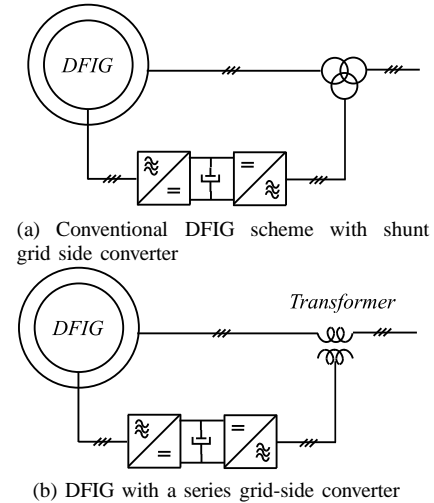 DFIG
(a) Conventional DFIG scheme with shunt
grid side converter
Transformer
DFIG
(b) DFIG with a series grid-side converter